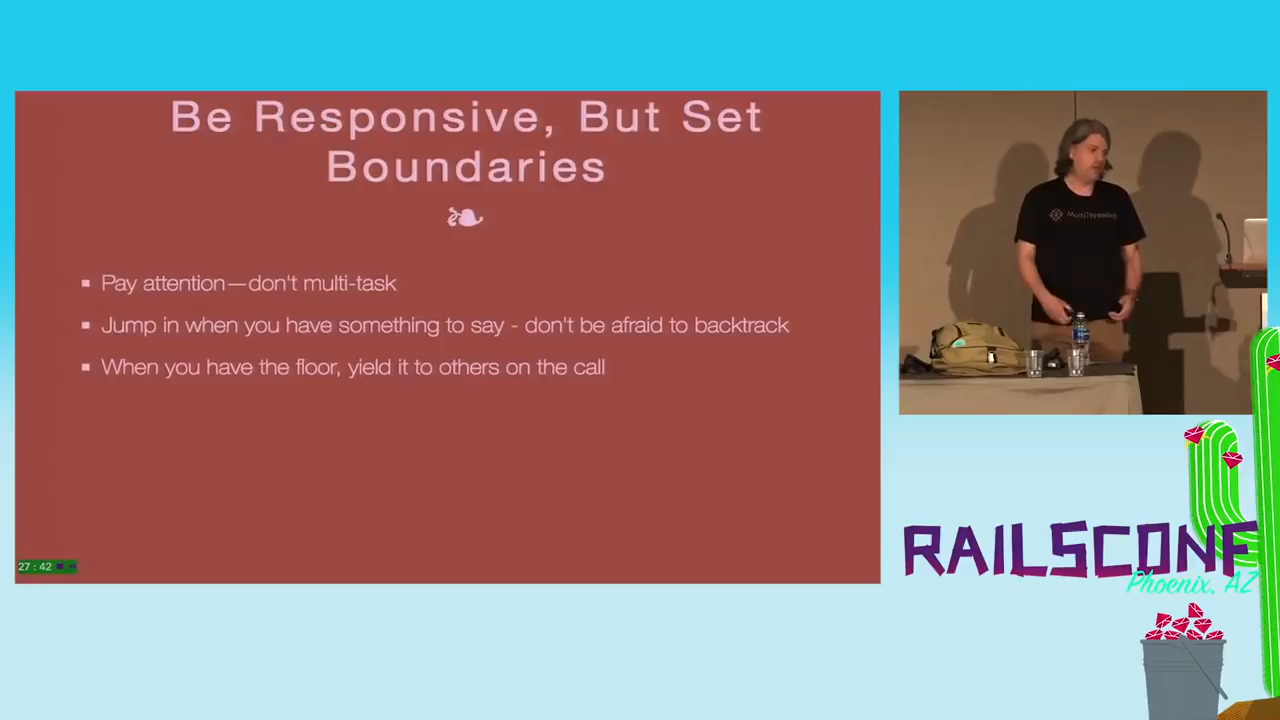 Be Responsive, But Set
Boundaries
Pay attention—don't multi-task
Jump in when you have something to say - don't be afraid to backtrack
When you have the floor, yield it to others on the call
27 : 42
RAILSCONF
Phoenix, AZ